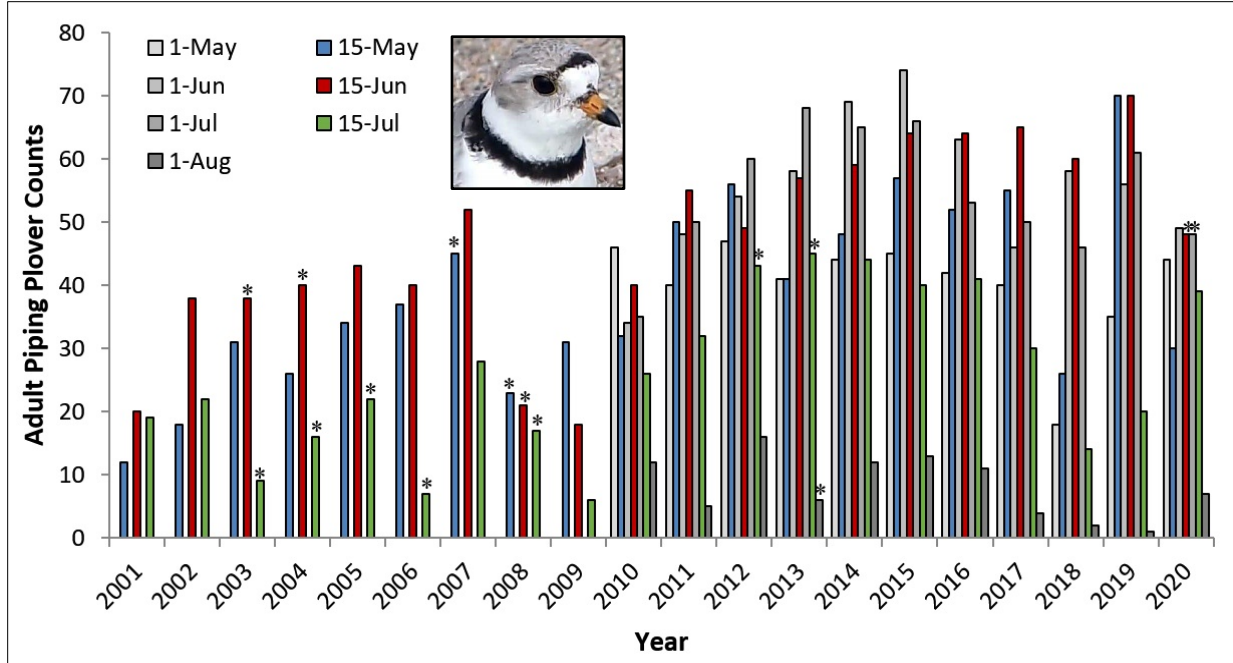 80
70
60
50
40
30
20
10
0
Adult Piping Plover Counts
1-May 15-May
1-Jun 15-Jun
1-Jul 15-Jul
1-Aug
* * * * * * * * * * * * * * **
2001 2002 2003 2004 2005 2006 2007 2008 2009 2010 2011 2012 2013 2014 2015 2016 2017 2018 2019 2020
Year